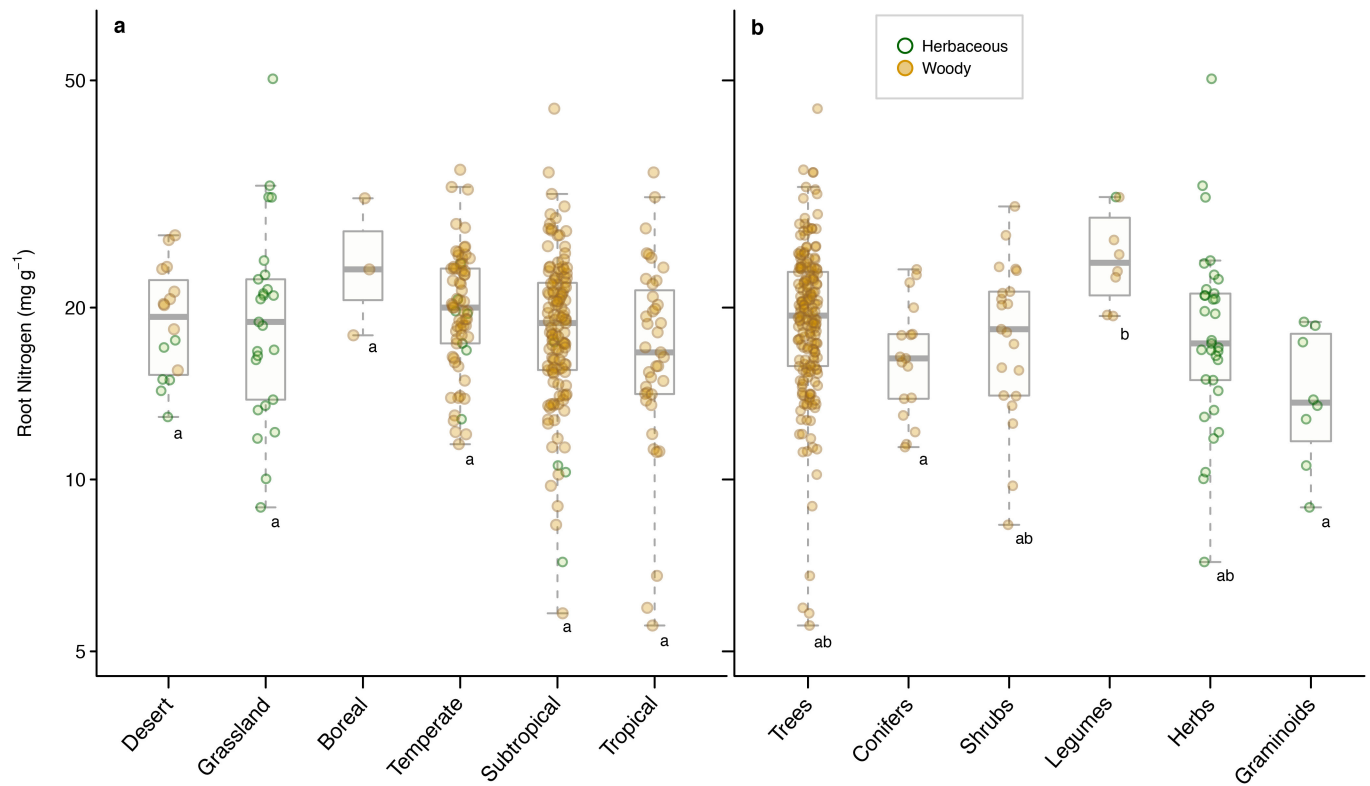 a
b
Herbaceous
Woody
50
20
10
5
Root Nitrogen (mg g⁻¹)
a
a
a
a
a
a
ab
a
ab
b
ab
a
Desert
Grassland
Boreal
Temperate
Subtropical
Tropical
Trees
Conifers
Shrubs
Legumes
Herbs
Graminoids